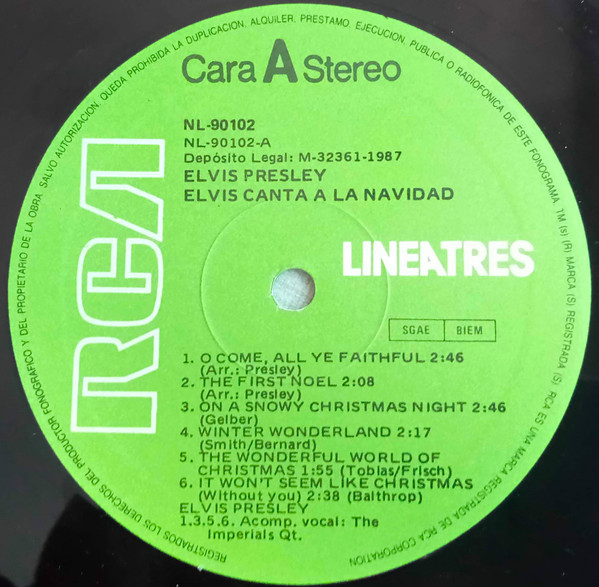 REGISTRADOS LOS DERECHOS DEL PRODUCTOR FONOGRAFICO Y DEL PROPIETARIO DE LA OBRA. SALVO AUTORIZACION, QUEDA PROHIBIDA LA DUPLICACION, ALQUILER, PRESTAMO, EJECUCION, PUBLICA O RADIOFONICA DE ESTE FONOGRAMA. TM (s) (R) MARCA (S) REGISTRADA (S) RCA ES UNA MARCA REGISTRADA DE RCA CORPORATION
Cara A Stereo
RCA
NL-90102
NL-90102-A
Depósito Legal: M-32361-1987
ELVIS PRESLEY
ELVIS CANTA A LA NAVIDAD
LINEATRES
SGAE BIEM
1. O COME, ALL YE FAITHFUL 2:46
(Arr.: Presley)
2. THE FIRST NOEL 2:08
(Arr.: Presley)
3. ON A SNOWY CHRISTMAS NIGHT 2:46
(Gelber)
4. WINTER WONDERLAND 2:17
(Smith/Bernard)
5. THE WONDERFUL WORLD OF
CHRISTMAS 1:55 (Tobias/Frisch)
6. IT WON'T SEEM LIKE CHRISTMAS
(Without you) 2:38 (Balthrop)
ELVIS PRESLEY
1.3.5.6. Acomp. vocal: The
Imperials Qt.